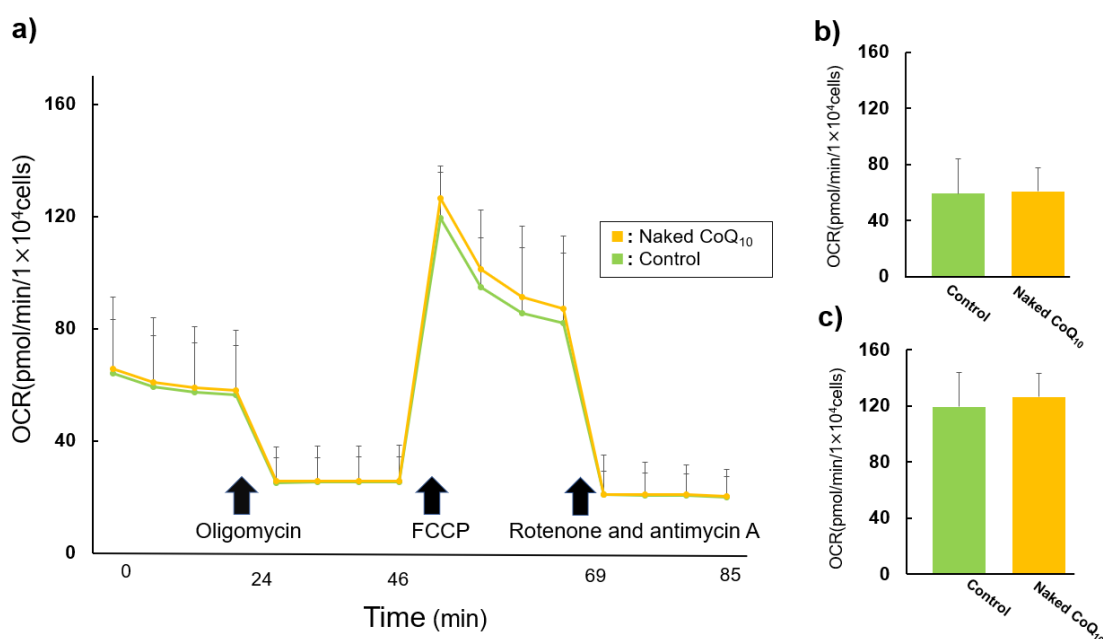 a)
OCR(pmol/min/1×10⁴cells)
160
120
80
40
0
: Naked CoQ₁₀
: Control
Oligomycin
FCCP
Rotenone and antimycin A
0
24
46
69
85
Time (min)
b)
OCR(pmol/min/1×10⁴cells)
160
120
80
40
0
Control
Naked CoQ₁₀
c)
OCR(pmol/min/1×10⁴cells)
160
120
80
40
0
Control
Naked CoQ₁₀